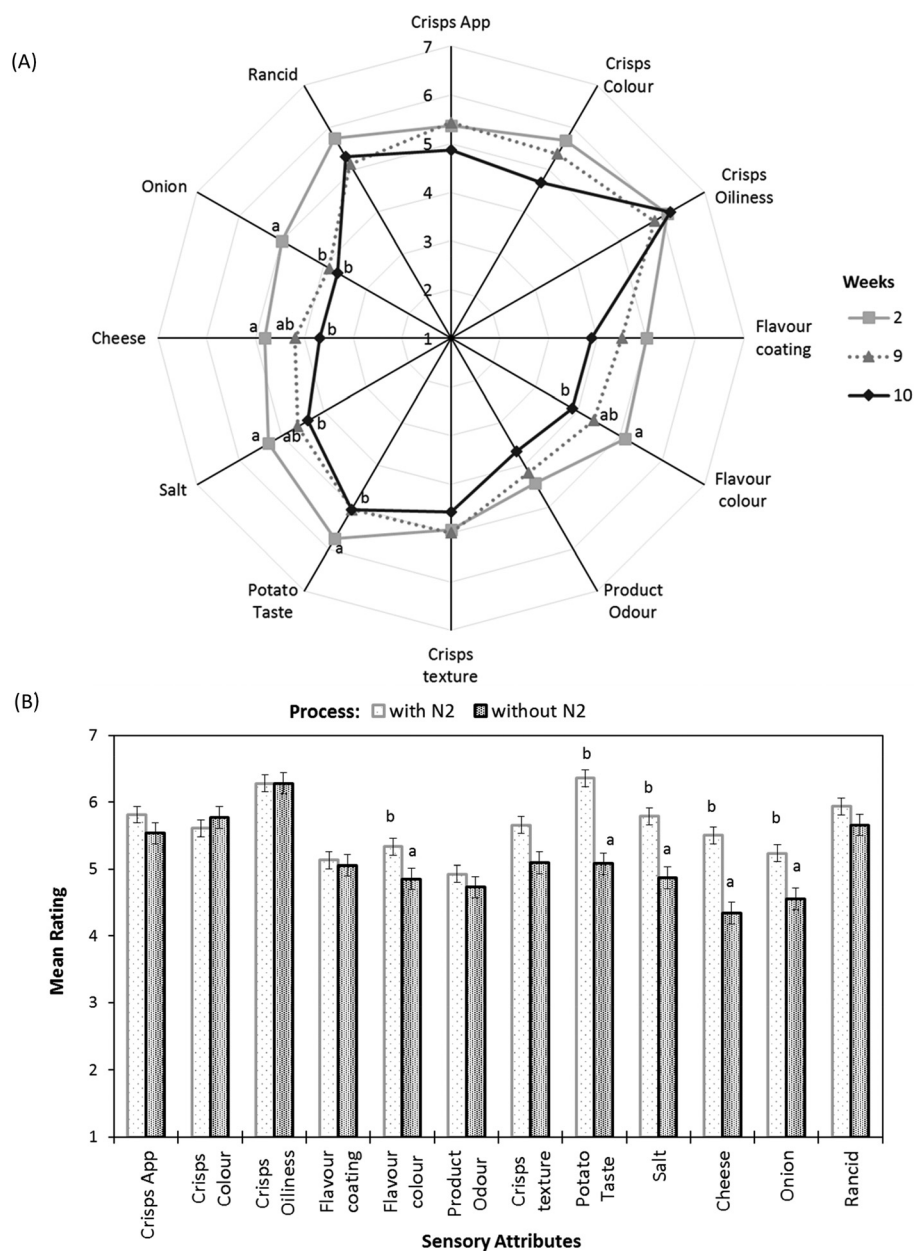 (A)
Crisps App
7
6
5
4
3
2
1
Crisps
Colour
Crisps
Oiliness
Flavour
coating
Flavour
colour
Product
Odour
Crisps
texture
Potato
Taste
Salt
Cheese
Onion
Rancid
a
b
b
a
ab
b
a
ab
b
b
a
b
ab
a
Weeks
2
9
10
(B)
Process: with N2 without N2
Mean Rating
7
6
5
4
3
2
1
b
a
b
a
b
a
b
a
b
a
Crisps App
Crisps
Colour
Crisps
Oiliness
Flavour
coating
Flavour
colour
Product
Odour
Crisps
texture
Potato
Taste
Salt
Cheese
Onion
Rancid
Sensory Attributes